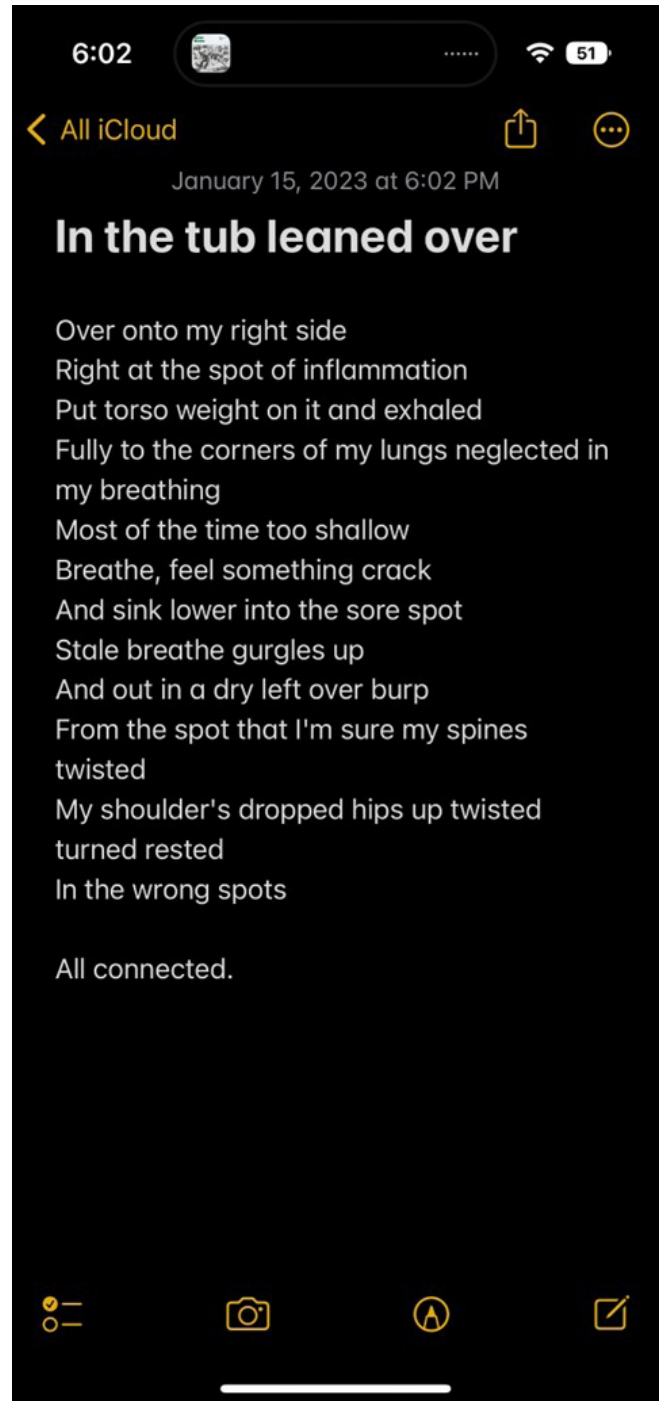 6:02
51
All iCloud
January 15, 2023 at 6:02 PM
In the tub leaned over
Over onto my right side
Right at the spot of inflammation
Put torso weight on it and exhaled
Fully to the corners of my lungs neglected in
my breathing
Most of the time too shallow
Breathe, feel something crack
And sink lower into the sore spot
Stale breathe gurgles up
And out in a dry left over burp
From the spot that I'm sure my spines
twisted
My shoulder's dropped hips up twisted
turned rested
In the wrong spots
All connected.